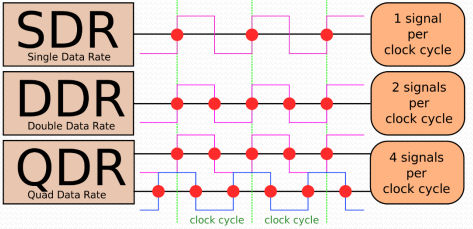 SDR
Single Data Rate
1 signal
per
clock cycle
DDR
Double Data Rate
2 signals
per
clock cycle
QDR
Quad Data Rate
4 signals
per
clock cycle
clock cycle
clock cycle